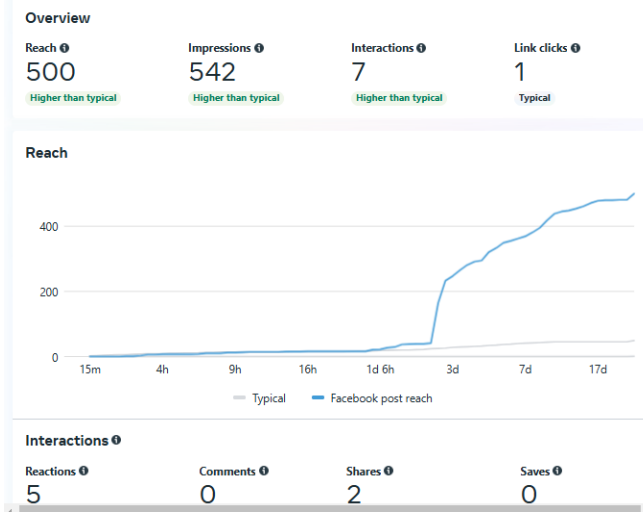 Overview
Reach Impressions Interactions Link clicks
500 542 7 1
Higher than typical Higher than typical Higher than typical Typical
Reach
400
200
0
15m 4h 9h 16h 1d 6h 3d 7d 17d
Typical Facebook post reach
Interactions
Reactions Comments Shares Saves
5 0 2 0